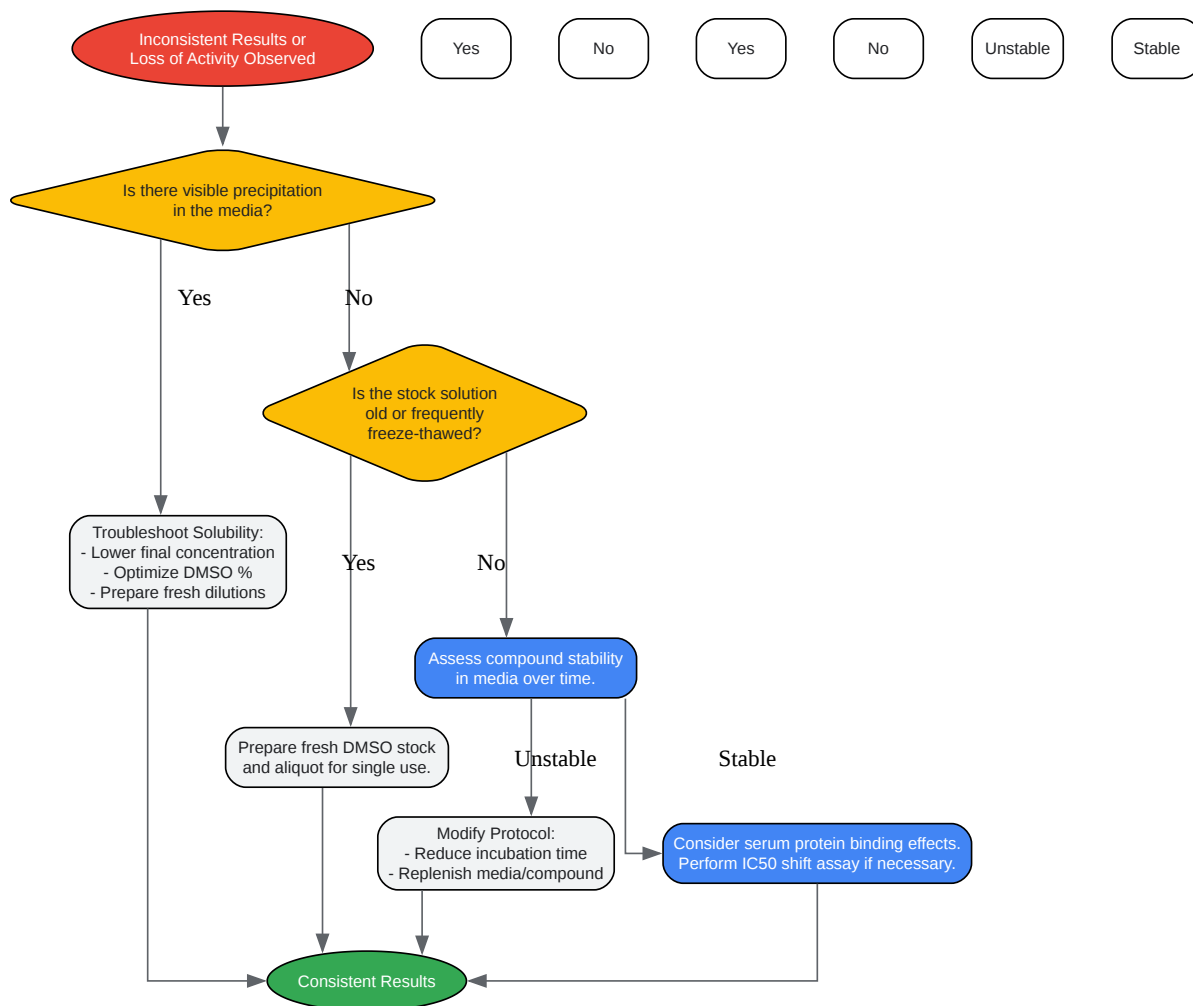 Inconsistent Results or
Loss of Activity Observed
Yes
No
Yes
No
Unstable
Stable
Is there visible precipitation
in the media?
Yes
No
Is the stock solution
old or frequently
freeze-thawed?
Troubleshoot Solubility:
- Lower final concentration
- Optimize DMSO %
- Prepare fresh dilutions
Yes
No
Assess compound stability
in media over time.
Prepare fresh DMSO stock
and aliquot for single use.
Unstable
Stable
Modify Protocol:
- Reduce incubation time
- Replenish media/compound
Consider serum protein binding effects.
Perform IC50 shift assay if necessary.
Consistent Results